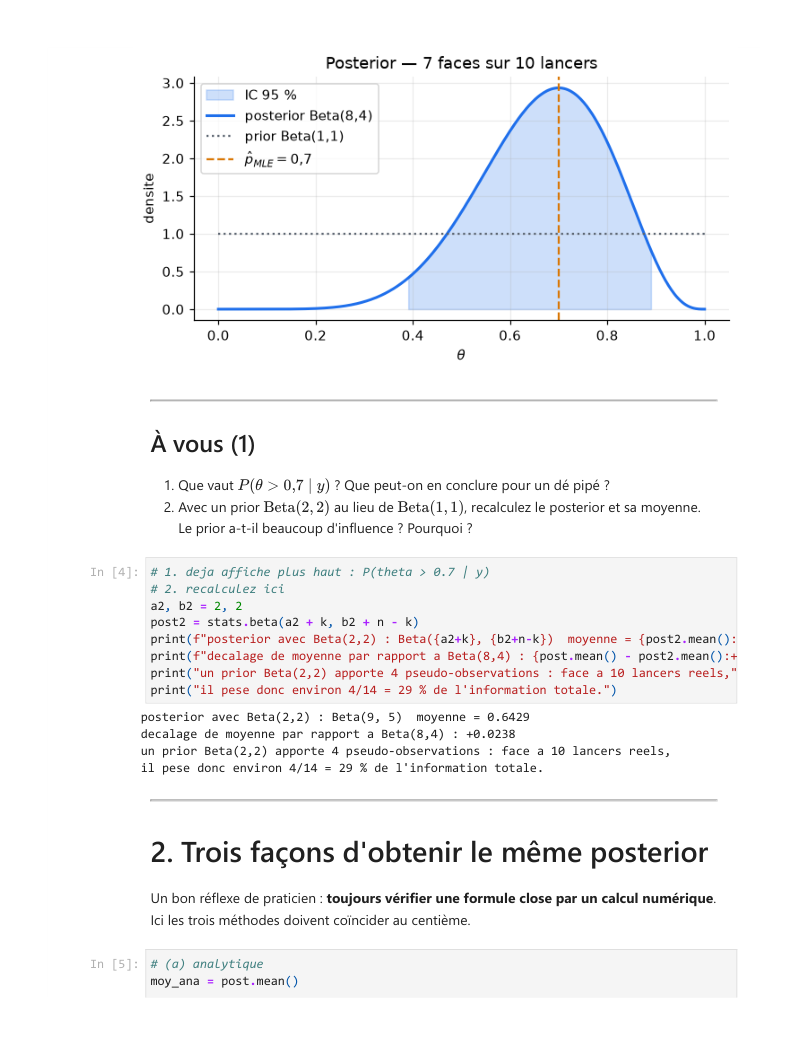 Posterior — 7 faces sur 10 lancers
3.0
2.5
2.0
1.5
1.0
0.5
0.0
densite
IC 95 %
posterior Beta(8,4)
prior Beta(1,1)
p̂_MLE = 0,7
0.0 0.2 0.4 0.6 0.8 1.0
θ
À vous (1)
1. Que vaut P(θ > 0,7 | y) ? Que peut-on en conclure pour un dé pipé ?
2. Avec un prior Beta(2, 2) au lieu de Beta(1, 1), recalculez le posterior et sa moyenne.
Le prior a-t-il beaucoup d'influence ? Pourquoi ?
In [4]:
# 1. deja affiche plus haut : P(theta > 0.7 | y)
# 2. recalculez ici
a2, b2 = 2, 2
post2 = stats.beta(a2 + k, b2 + n - k)
print(f"posterior avec Beta(2,2) : Beta({a2+k}, {b2+n-k})  moyenne = {post2.mean():
print(f"decalage de moyenne par rapport a Beta(8,4) : {post.mean() - post2.mean():+
print("un prior Beta(2,2) apporte 4 pseudo-observations : face a 10 lancers reels,"
print("il pese donc environ 4/14 = 29 % de l'information totale.")
posterior avec Beta(2,2) : Beta(9, 5)  moyenne = 0.6429
decalage de moyenne par rapport a Beta(8,4) : +0.0238
un prior Beta(2,2) apporte 4 pseudo-observations : face a 10 lancers reels,
il pese donc environ 4/14 = 29 % de l'information totale.
2. Trois façons d'obtenir le même posterior
Un bon réflexe de praticien : toujours vérifier une formule close par un calcul numérique.
Ici les trois méthodes doivent coïncider au centième.
In [5]:
# (a) analytique
moy_ana = post.mean()